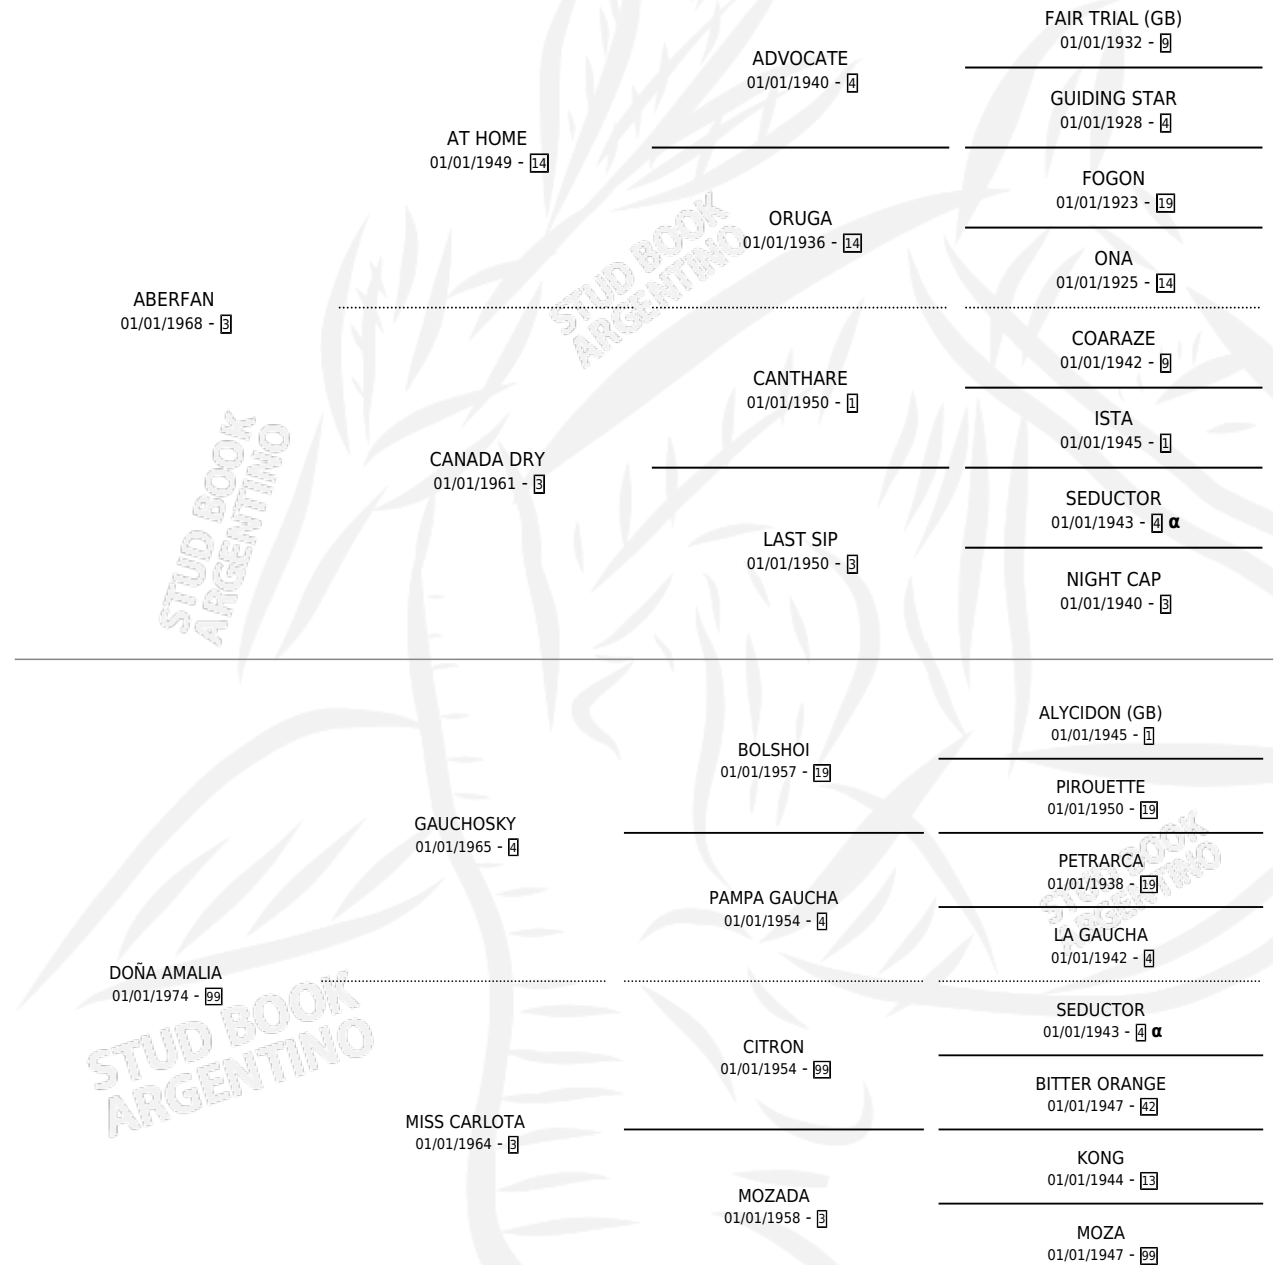 FAIR TRIAL (GB)
01/01/1932 - 9
ADVOCATE
01/01/1940 - 4
GUIDING STAR
01/01/1928 - 4
AT HOME
01/01/1949 - 14
FOGON
01/01/1923 - 19
ORUGA
01/01/1936 - 14
ONA
01/01/1925 - 14
ABERFAN
01/01/1968 - 3
COARAZE
01/01/1942 - 9
CANTHARE
01/01/1950 - 1
ISTA
01/01/1945 - 1
CANADA DRY
01/01/1961 - 3
SEDUCTOR
01/01/1943 - 4 α
LAST SIP
01/01/1950 - 3
NIGHT CAP
01/01/1940 - 3
STUD BOOK
ARGENTINO
STUD BOOK
ARGENTINO
ALYCIDON (GB)
01/01/1945 - 1
BOLSHOI
01/01/1957 - 19
PIROUETTE
01/01/1950 - 19
GAUCHOSKY
01/01/1965 - 4
PETRARCA
01/01/1938 - 19
PAMPA GAUCHA
01/01/1954 - 4
LA GAUCHA
01/01/1942 - 4
DOÑA AMALIA
01/01/1974 - 99
SEDUCTOR
01/01/1943 - 4 α
CITRON
01/01/1954 - 99
BITTER ORANGE
01/01/1947 - 42
MISS CARLOTA
01/01/1964 - 3
KONG
01/01/1944 - 13
MOZADA
01/01/1958 - 3
MOZA
01/01/1947 - 99
STUD BOOK
ARGENTINO
STUD BOOK
ARGENTINO